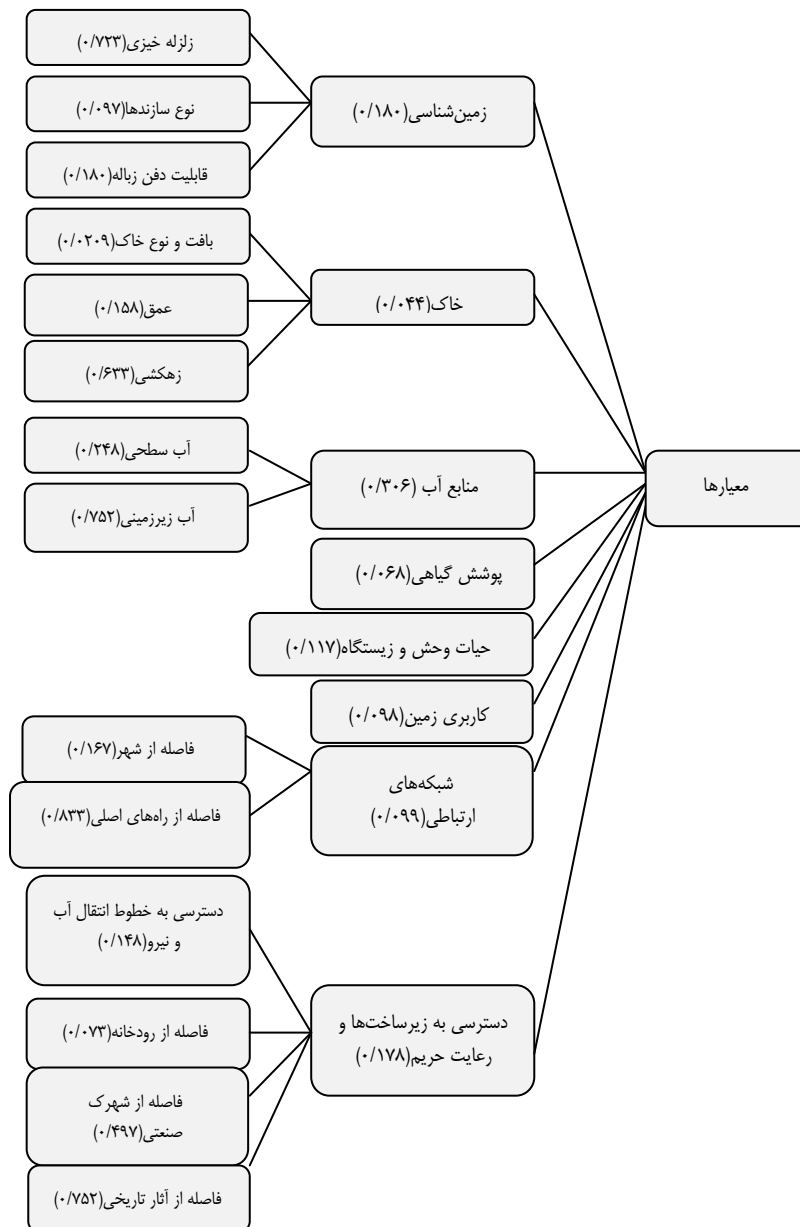 معیارها
زمین‌شناسی(۰/۱۸۰)
زلزله خیزی(۰/۷۲۳)
نوع سازندها(۰/۰۹۷)
قابلیت دفن زباله(۰/۱۸۰)
خاک(۰/۰۴۴)
بافت و نوع خاک(۰/۰۲۰۹)
عمق(۰/۱۵۸)
زهکشی(۰/۶۳۳)
منابع آب (۰/۳۰۶)
آب سطحی(۰/۲۴۸)
آب زیرزمینی(۰/۷۵۲)
پوشش گیاهی(۰/۰۶۸)
حیات وحش و زیستگاه(۰/۱۱۷)
کاربری زمین(۰/۰۹۸)
شبکه‌های
ارتباطی(۰/۰۹۹)
فاصله از شهر(۰/۱۶۷)
فاصله از راه‌های اصلی(۰/۸۳۳)
دسترسی به زیرساخت‌ها و
رعایت حریم(۰/۱۷۸)
دسترسی به خطوط انتقال آب
و نیرو(۰/۱۴۸)
فاصله از رودخانه(۰/۰۷۳)
فاصله از شهرک
صنعتی(۰/۴۹۷)
فاصله از آثار تاریخی(۰/۷۵۲)